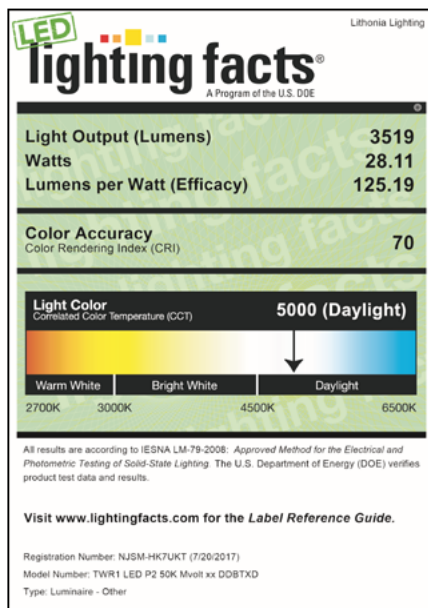 Lithonia Lighting
LED
lighting facts®
A Program of the U.S. DOE
Light Output (Lumens) 3519
Watts 28.11
Lumens per Watt (Efficacy) 125.19
Color Accuracy 70
Color Rendering Index (CRI)
Light Color 5000 (Daylight)
Correlated Color Temperature (CCT)
Warm White Bright White Daylight
2700K 3000K 4500K 6500K
All results are according to IESNA LM-79-2008: Approved Method for the Electrical and
Photometric Testing of Solid-State Lighting. The U.S. Department of Energy (DOE) verifies
product test data and results.
Visit www.lightingfacts.com for the Label Reference Guide.
Registration Number: NJSM-HK7UKT (7/20/2017)
Model Number: TWR1 LED P2 50K Mvolt xx DDBTXD
Type: Luminaire - Other